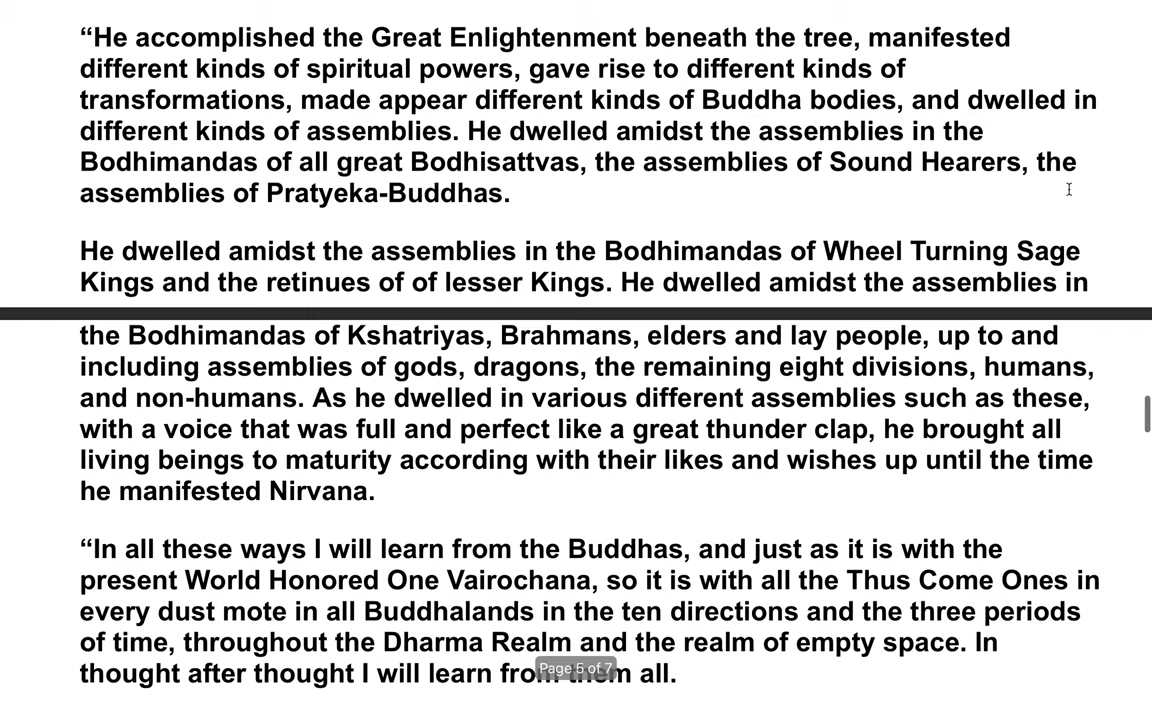 “He accomplished the Great Enlightenment beneath the tree, manifested
different kinds of spiritual powers, gave rise to different kinds of
transformations, made appear different kinds of Buddha bodies, and dwelled in
different kinds of assemblies. He dwelled amidst the assemblies in the
Bodhimandas of all great Bodhisattvas, the assemblies of Sound Hearers, the
assemblies of Pratyeka-Buddhas.
He dwelled amidst the assemblies in the Bodhimandas of Wheel Turning Sage
Kings and the retinues of of lesser Kings. He dwelled amidst the assemblies in
the Bodhimandas of Kshatriyas, Brahmans, elders and lay people, up to and
including assemblies of gods, dragons, the remaining eight divisions, humans,
and non-humans. As he dwelled in various different assemblies such as these,
with a voice that was full and perfect like a great thunder clap, he brought all
living beings to maturity according with their likes and wishes up until the time
he manifested Nirvana.
“In all these ways I will learn from the Buddhas, and just as it is with the
present World Honored One Vairochana, so it is with all the Thus Come Ones in
every dust mote in all Buddhalands in the ten directions and the three periods
of time, throughout the Dharma Realm and the realm of empty space. In
thought after thought I will learn from them all.
Page 5 of 7